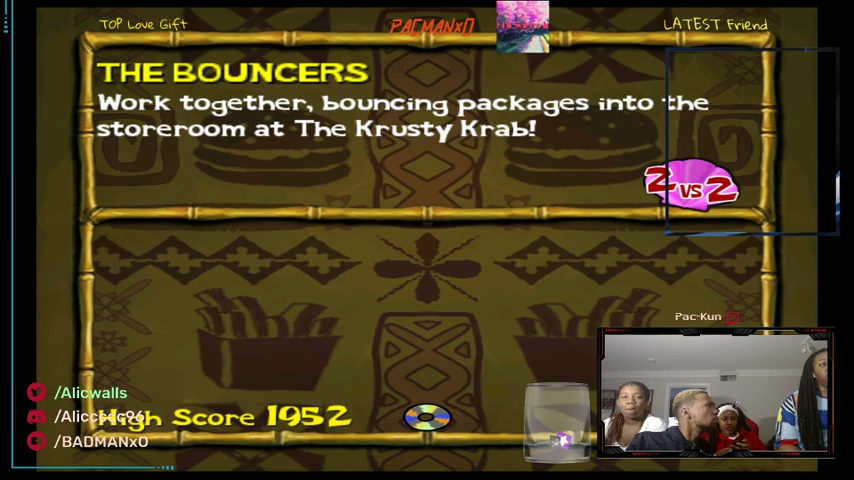 TOP Love Gift
PACMANxO
LATEST Friend
THE BOUNCERS
Work together, bouncing packages into the
storeroom at The Krusty Krab!
2 vs 2
Pac-Kun
/Alicwalls
/BADMANxO
High Score 1952